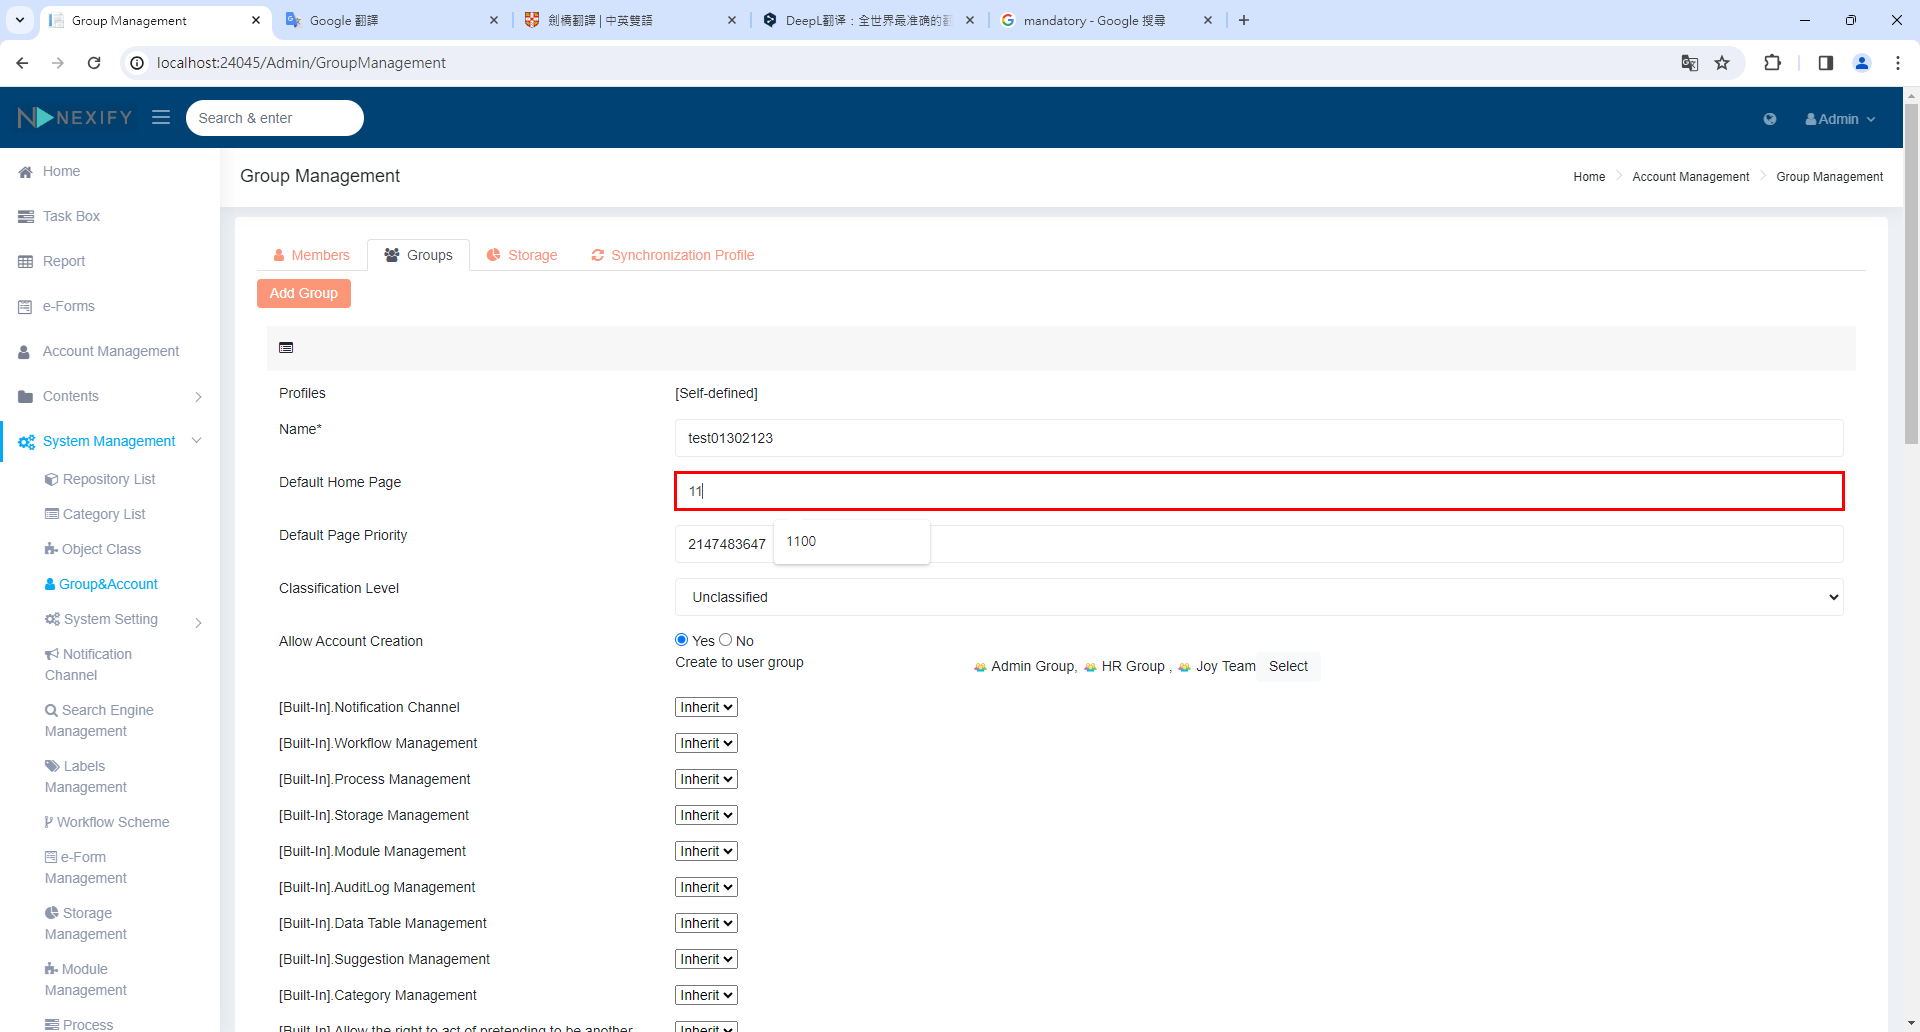 Group Management
Google 翻譯
劍橋翻譯 | 中英雙語
DeepL翻译：全世界最准确的翻
mandatory - Google 搜尋
localhost:24045/Admin/GroupManagement
NEXIFY
Search & enter
Admin
Home
Task Box
Report
e-Forms
Account Management
Contents
System Management
Repository List
Category List
Object Class
Group&Account
System Setting
Notification
Channel
Search Engine
Management
Labels
Management
Workflow Scheme
e-Form
Management
Storage
Management
Module
Management
Process
Group Management
Home
Account Management
Group Management
Members
Groups
Storage
Synchronization Profile
Add Group
Profiles
[Self-defined]
Name*
test01302123
Default Home Page
11
Default Page Priority
2147483647
1100
Classification Level
Unclassified
Allow Account Creation
Yes
No
Create to user group
Admin Group, HR Group , Joy Team
Select
[Built-In].Notification Channel
Inherit
[Built-In].Workflow Management
Inherit
[Built-In].Process Management
Inherit
[Built-In].Storage Management
Inherit
[Built-In].Module Management
Inherit
[Built-In].AuditLog Management
Inherit
[Built-In].Data Table Management
Inherit
[Built-In].Suggestion Management
Inherit
[Built-In].Category Management
Inherit
[Built-In].Allow the right to act of pretending to be another
Inherit